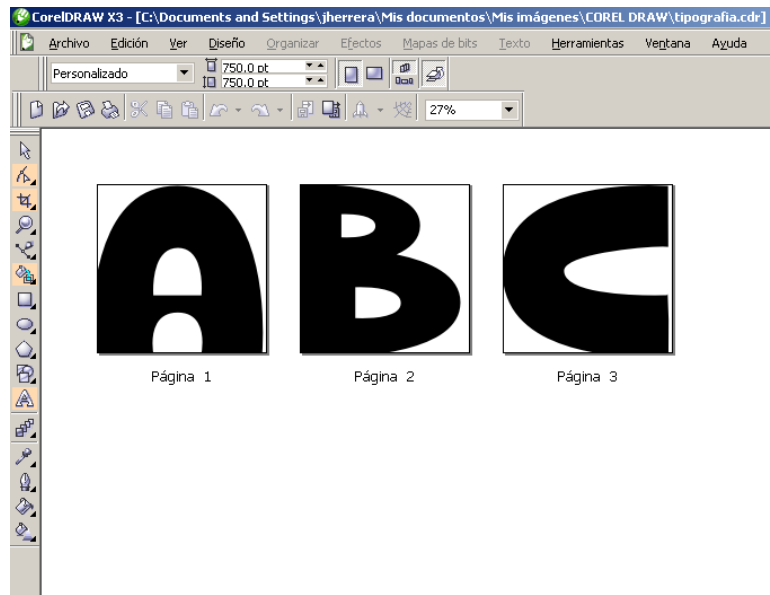 CorelDRAW X3 - [C:\Documents and Settings\jherrera\Mis documentos\Mis imágenes\COREL DRAW\tipografia.cdr]
Archivo Edición Ver Diseño Organizar Efectos Mapas de bits Texto Herramientas Ventana Ayuda
Personalizado 750.0 pt
750.0 pt
27%
A B C
Página 1 Página 2 Página 3